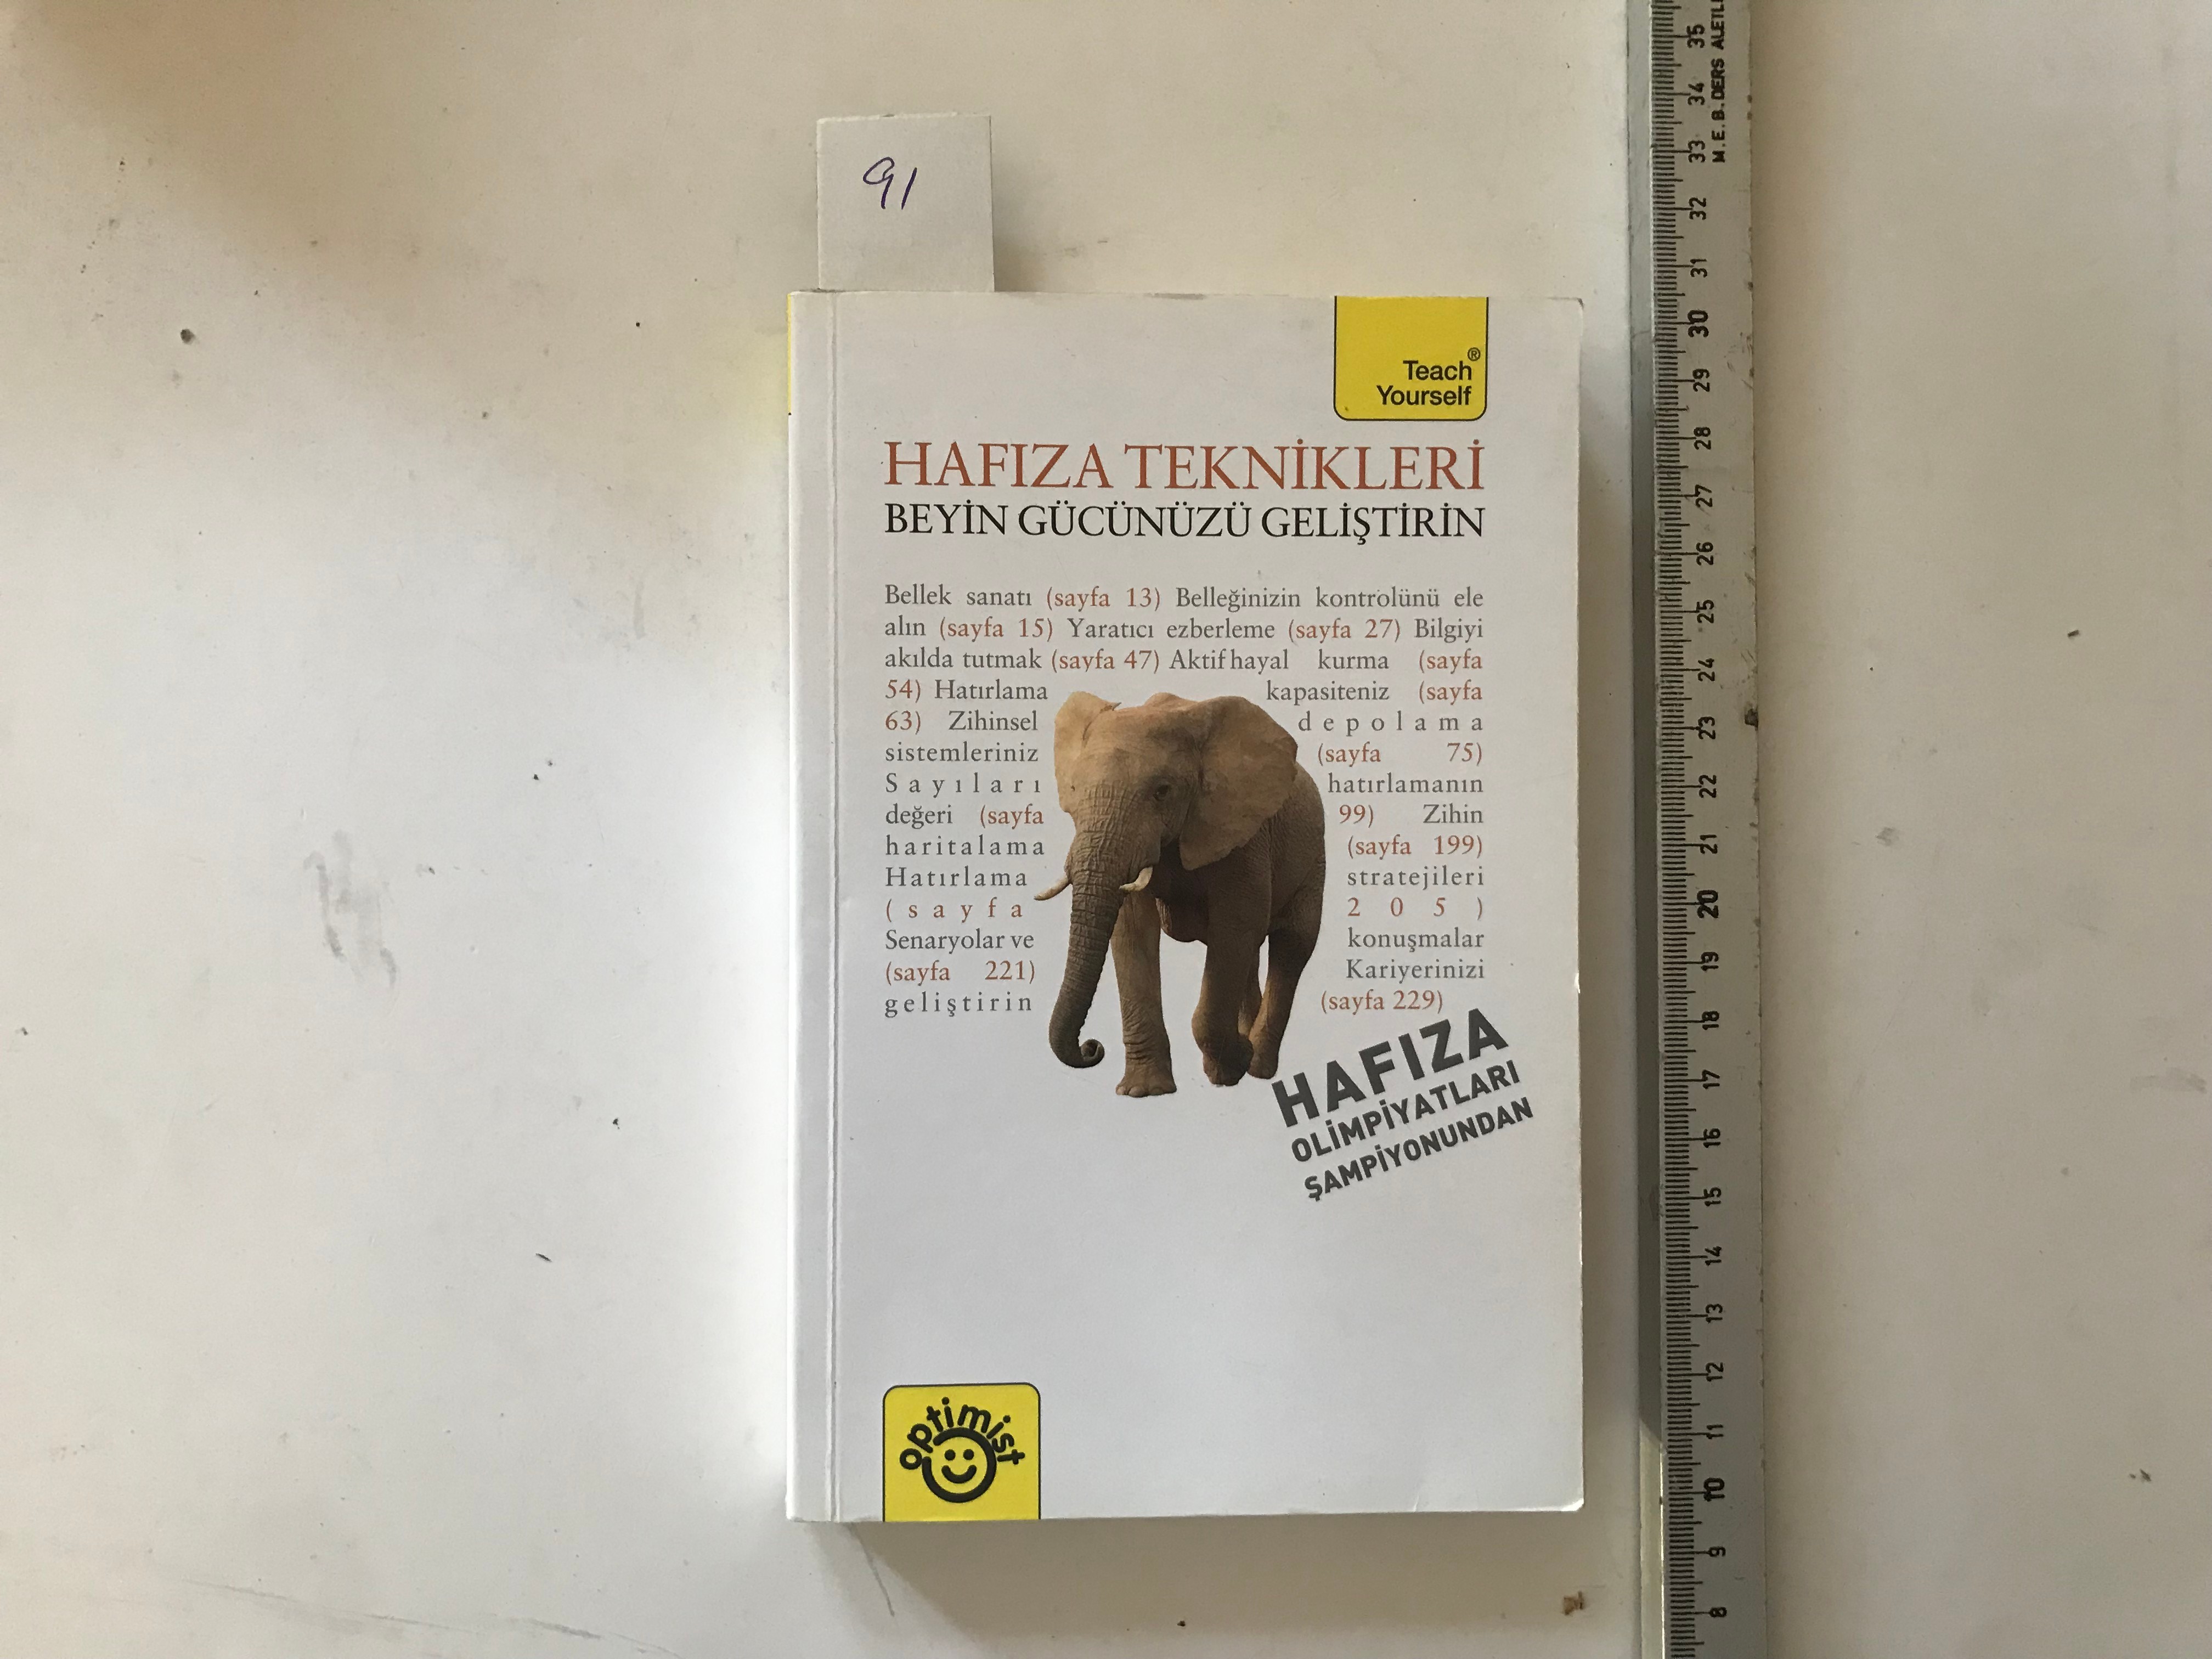 91
Teach®
Yourself
HAFIZA TEKNİKLERİ
BEYİN GÜCÜNÜZÜ GELİŞTİRİN
Bellek sanatı (sayfa 13) Belleğinizin kontrolünü ele
alın (sayfa 15) Yaratıcı ezberleme (sayfa 27) Bilgiyi
akılda tutmak (sayfa 47) Aktif hayal kurma (sayfa
54) Hatırlama kapasiteniz (sayfa
63) Zihinsel depolama
sistemleriniz (sayfa 75)
Sayıları hatırlamanın
değeri (sayfa 99) Zihin
haritalama (sayfa 199)
Hatırlama stratejileri
(sayfa 205)
Senaryolar ve konuşmalar
(sayfa 221) Kariyerinizi
geliştirin (sayfa 229)
HAFIZA
OLİMPİYATLARI
ŞAMPİYONUNDAN
optimist
M.E.B. DERS ALETL
35
34
33
32
31
30
29
28
27
26
25
24
23
22
21
20
19
18
17
16
15
14
13
12
11
10
9
8